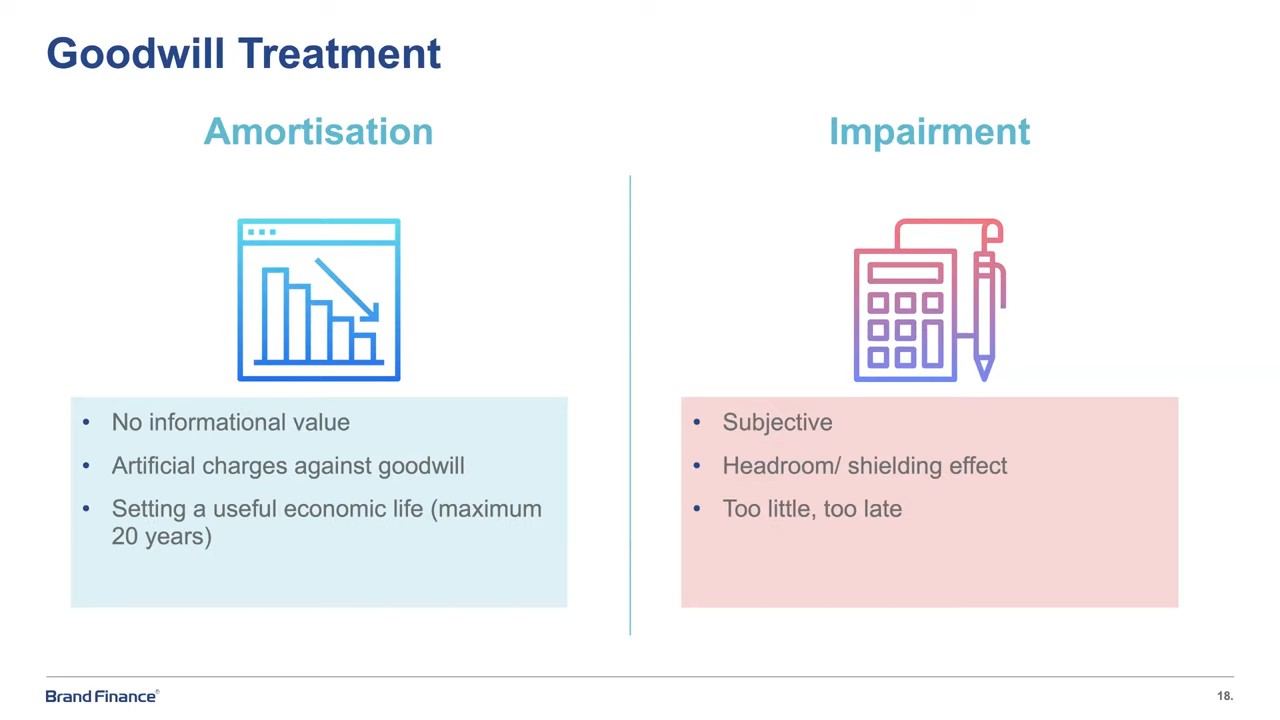 Goodwill Treatment
Amortisation
• No informational value
• Artificial charges against goodwill
• Setting a useful economic life (maximum
20 years)
Impairment
• Subjective
• Headroom/ shielding effect
• Too little, too late
Brand Finance®
18.